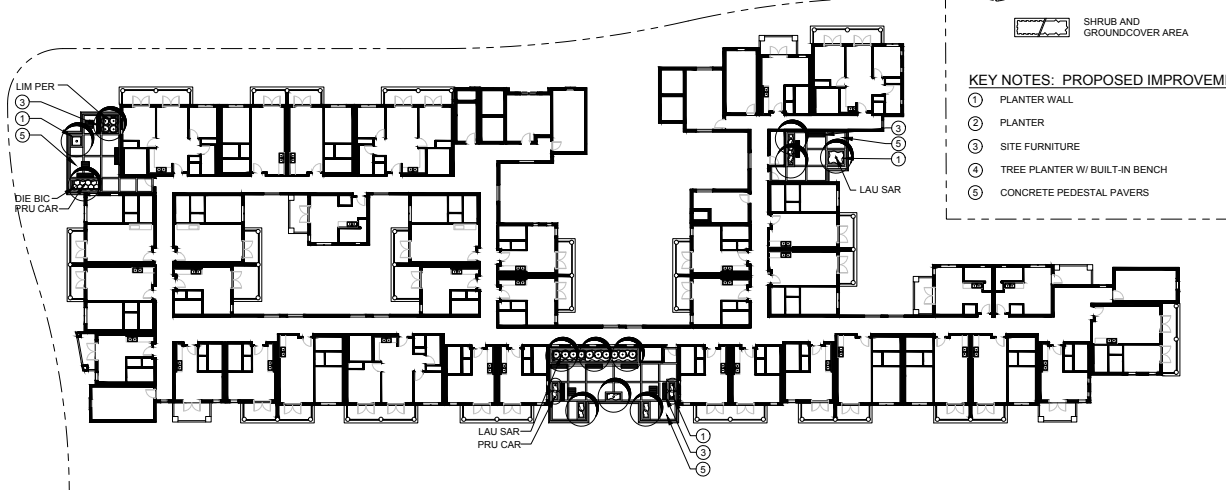 SHRUB AND
GROUNDCOVER AREA
KEY NOTES: PROPOSED IMPROVEME
1 PLANTER WALL
2 PLANTER
3 SITE FURNITURE
4 TREE PLANTER W/ BUILT-IN BENCH
5 CONCRETE PEDESTAL PAVERS
LIM PER
3
1
5
DIE BIC
PRU CAR
3
5
1
LAU SAR
LAU SAR
PRU CAR
1
3
5